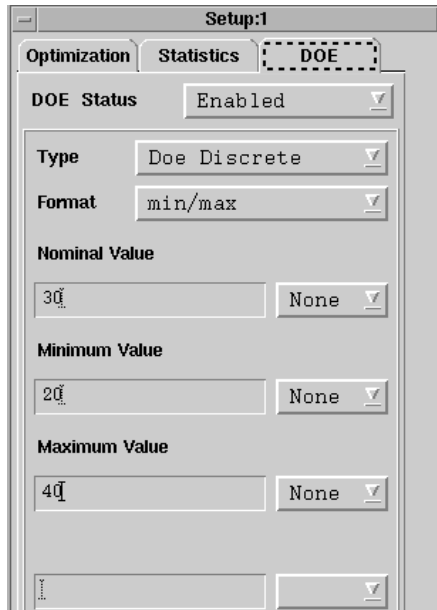 Setup:1
Optimization Statistics DOE
DOE Status Enabled
Type Doe Discrete
Format min/max
Nominal Value
30 None
Minimum Value
20 None
Maximum Value
40 None